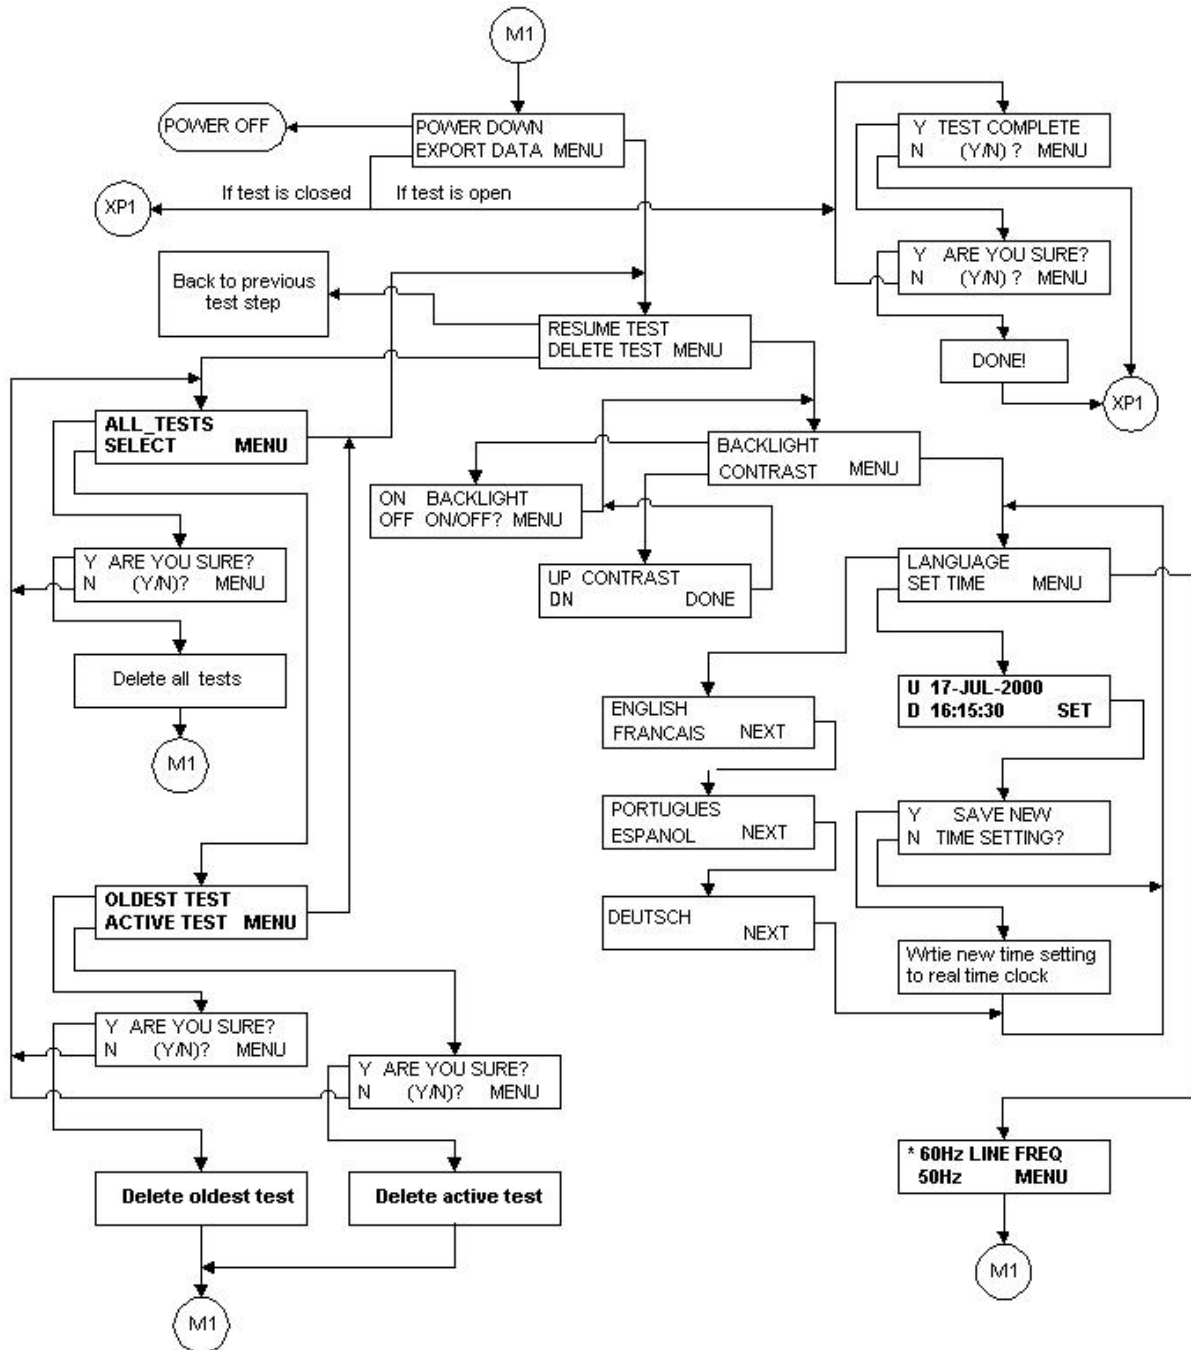 M1
POWER OFF
POWER DOWN
EXPORT DATA MENU
Y TEST COMPLETE
N (Y/N) ? MENU
If test is closed
If test is open
XP1
Back to previous
test step
Y ARE YOU SURE?
N (Y/N) ? MENU
RESUME TEST
DELETE TEST MENU
DONE!
XP1
ALL_TESTS
SELECT MENU
BACKLIGHT
CONTRAST MENU
ON BACKLIGHT
OFF ON/OFF? MENU
Y ARE YOU SURE?
N (Y/N)? MENU
UP CONTRAST
DN DONE
LANGUAGE
SET TIME MENU
Delete all tests
U 17-JUL-2000
D 16:15:30 SET
ENGLISH
FRANCAIS NEXT
M1
PORTUGUES
ESPANOL NEXT
Y SAVE NEW
N TIME SETTING?
OLDEST TEST
ACTIVE TEST MENU
DEUTSCH
NEXT
Wrtie new time setting
to real time clock
Y ARE YOU SURE?
N (Y/N)? MENU
Y ARE YOU SURE?
N (Y/N)? MENU
* 60Hz LINE FREQ
50Hz MENU
Delete oldest test
Delete active test
M1
M1